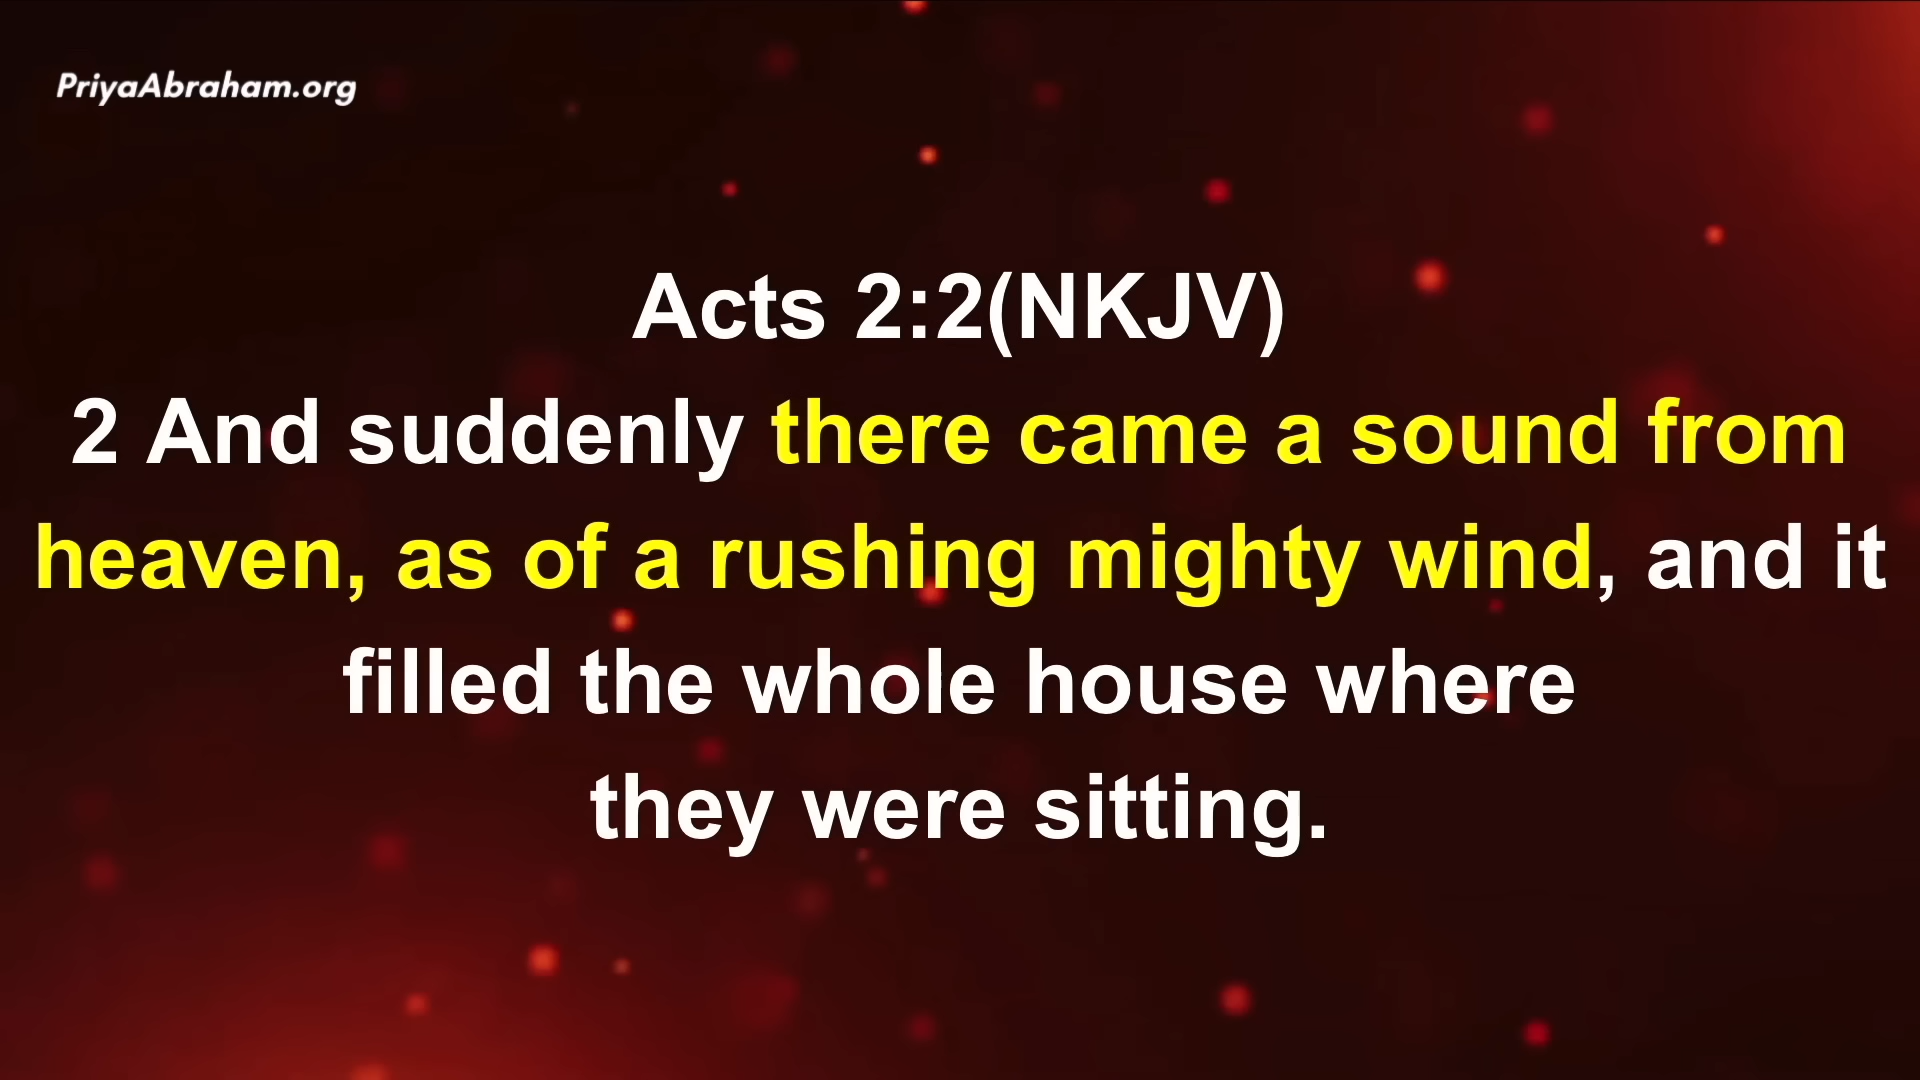 PriyaAbraham.org
Acts 2:2(NKJV)
2 And suddenly there came a sound from
heaven, as of a rushing mighty wind, and it
filled the whole house where
they were sitting.